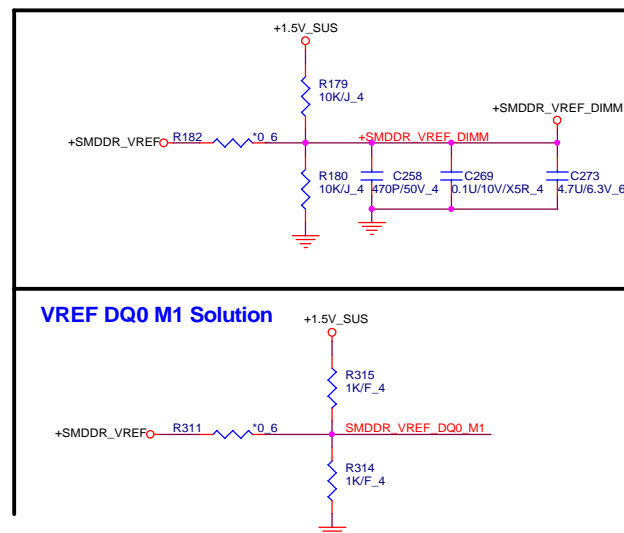 +1.5V_SUS
R179
10K/J_4
+SMDDR_VREF_DIMM
+SMDDR_VREF
R182
*0_6
+SMDDR_VREF_DIMM
R180
10K/J_4
C258
470P/50V_4
C269
0.1U/10V/X5R_4
C273
4.7U/6.3V_6
VREF DQ0 M1 Solution
+1.5V_SUS
R315
1K/F_4
+SMDDR_VREF
R311
*0_6
SMDDR_VREF_DQ0_M1
R314
1K/F_4